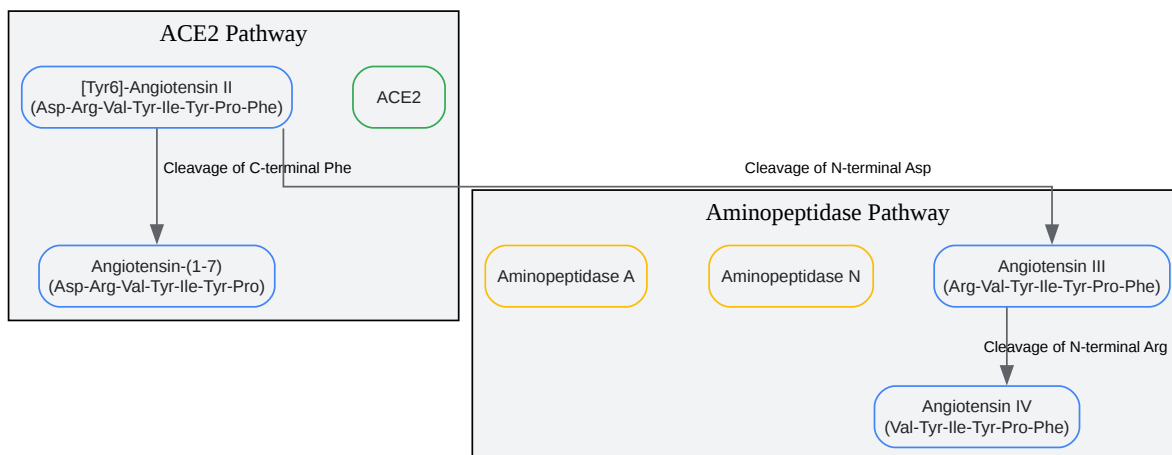 ACE2 Pathway
[Tyr6]-Angiotensin II
(Asp-Arg-Val-Tyr-Ile-Tyr-Pro-Phe)
ACE2
Cleavage of C-terminal Phe
Cleavage of N-terminal Asp
Angiotensin-(1-7)
(Asp-Arg-Val-Tyr-Ile-Tyr-Pro)
Aminopeptidase Pathway
Aminopeptidase A
Aminopeptidase N
Angiotensin III
(Arg-Val-Tyr-Ile-Tyr-Pro-Phe)
Cleavage of N-terminal Arg
Angiotensin IV
(Val-Tyr-Ile-Tyr-Pro-Phe)